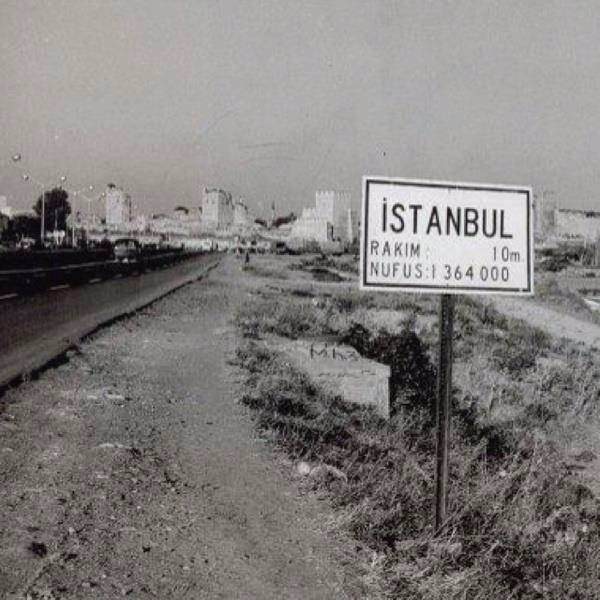 İSTANBUL
RAKIM: 10m.
NUFUS:1 364 000